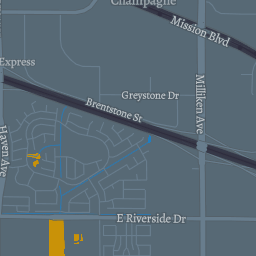 Champagne
Mission Blvd
Express
Greystone Dr
Brentstone St
Milliken Ave
Haven Ave
E Riverside Dr